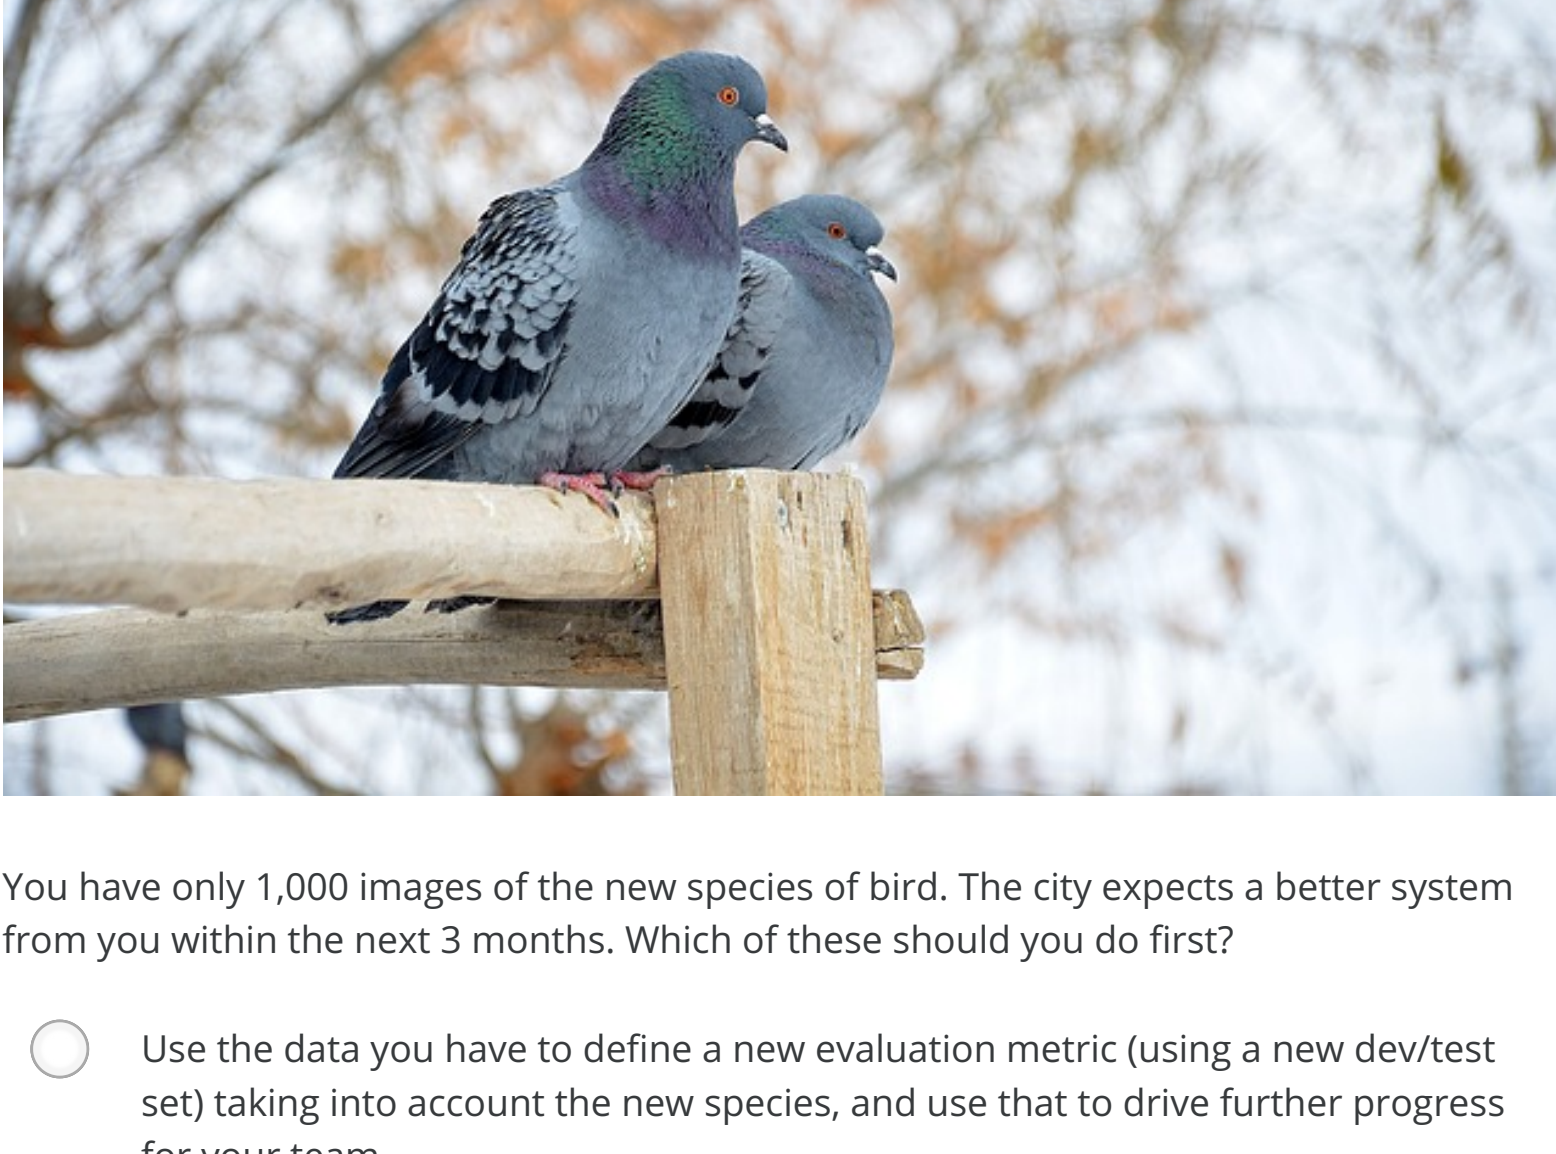 You have only 1,000 images of the new species of bird. The city expects a better system
from you within the next 3 months. Which of these should you do first?
Use the data you have to define a new evaluation metric (using a new dev/test
set) taking into account the new species, and use that to drive further progress
for your team.